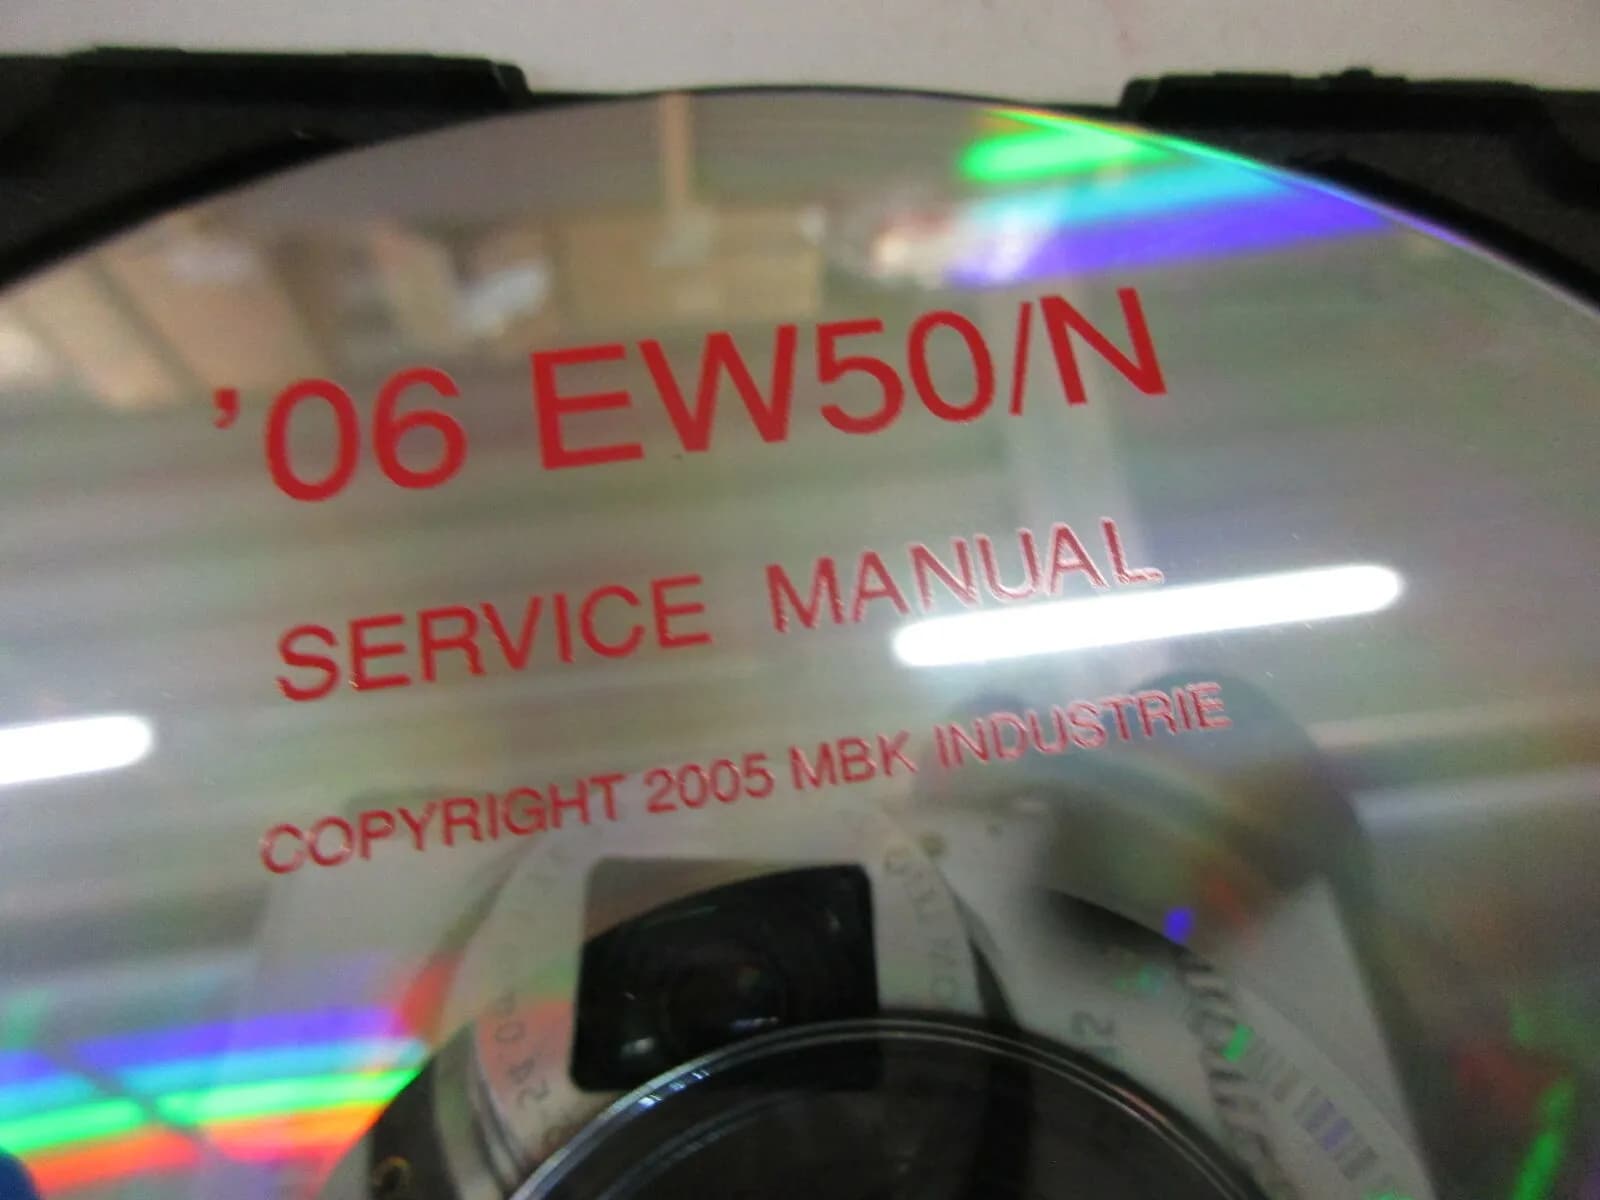 '06 EW50/N
SERVICE MANUAL
COPYRIGHT 2005 MBK INDUSTRIE